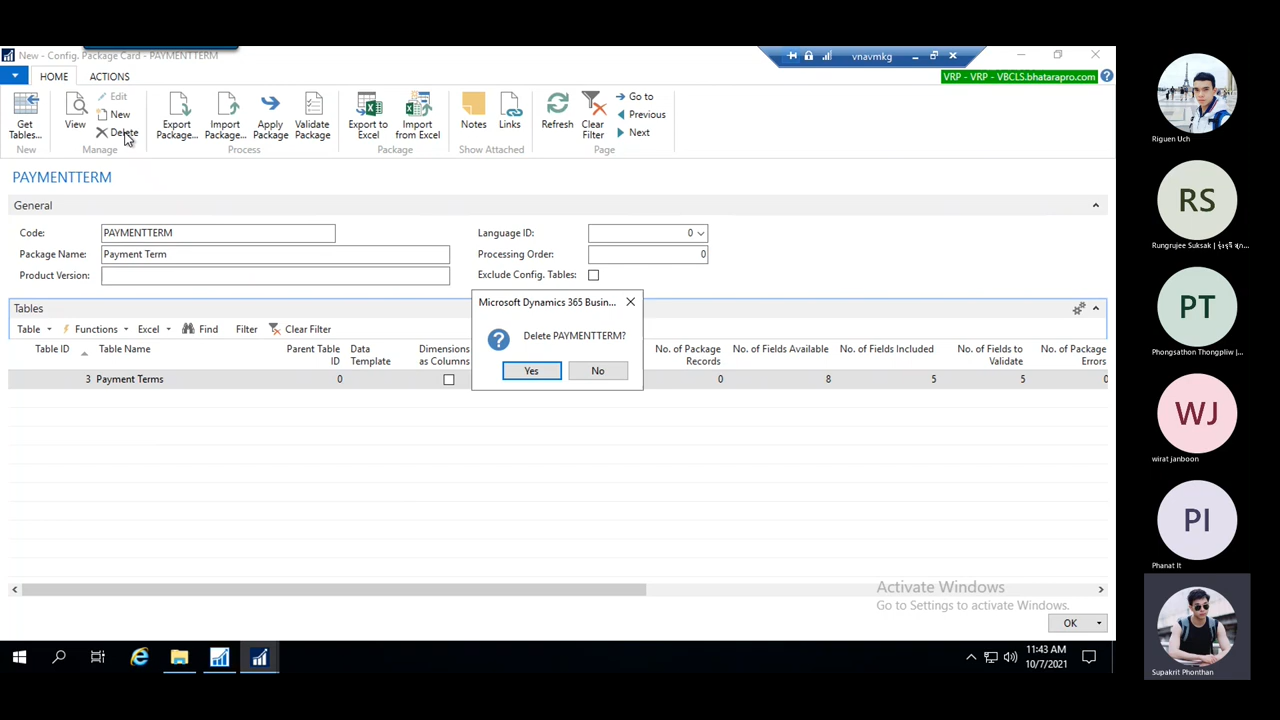 New - Config. Package Card - PAYMENTTERM
vnavmkg
HOME
ACTIONS
VRP - VRP - VBCLS.bhatarapro.com
Get Tables...
View
Edit
New
Delete
Export Package...
Import Package...
Apply Package
Validate Package
Export to Excel
Import from Excel
Notes
Links
Refresh
Clear Filter
Go to
Previous
Next
New
Manage
Process
Package
Show Attached
Page
PAYMENTTERM
General
Code:
PAYMENTTERM
Language ID:
0
Package Name:
Payment Term
Processing Order:
0
Product Version:
Exclude Config. Tables:
Tables
Microsoft Dynamics 365 Busin...
Delete PAYMENTTERM?
Yes
No
Table
Functions
Excel
Find
Filter
Clear Filter
Table ID
Table Name
Parent Table ID
Data Template
Dimensions as Columns
No. of Package Records
No. of Fields Available
No. of Fields Included
No. of Fields to Validate
No. of Package Errors
3 Payment Terms 0 0 8 5 5 0
Activate Windows
Go to Settings to activate Windows.
OK
11:43 AM
10/7/2021
Riguen Uch
RS
Rungrujee Suksak |
PT
Phongsathon Thongpliw |...
WJ
wirat janboon
PI
Phanat It
Supakrit Phonthan